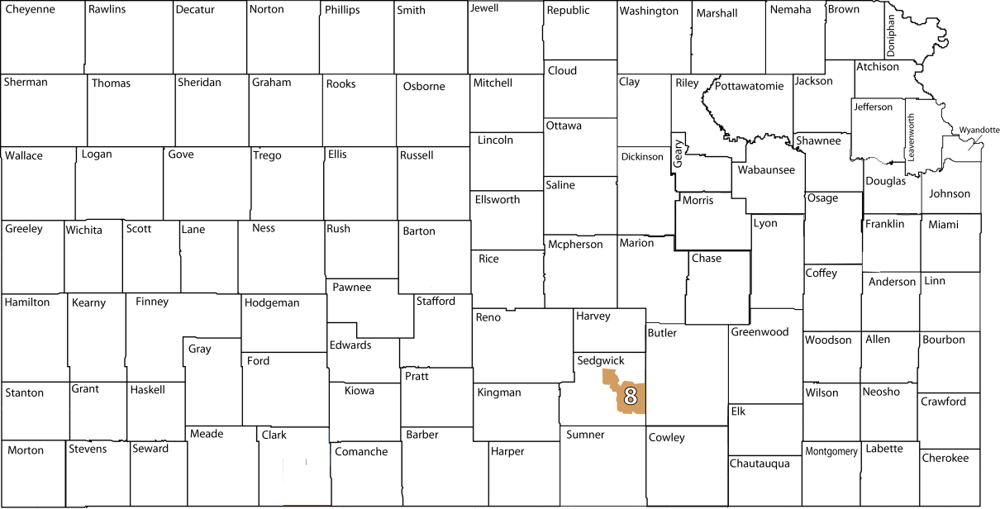 Cheyenne
Rawlins
Decatur
Norton
Phillips
Smith
Jewell
Republic
Washington
Marshall
Nemaha
Brown
Doniphan
Atchison
Sherman
Thomas
Sheridan
Graham
Rooks
Osborne
Mitchell
Cloud
Clay
Riley
Pottawatomie
Jackson
Jefferson
Leavenworth
Wyandotte
Lincoln
Ottawa
Geary
Shawnee
Wallace
Logan
Gove
Trego
Ellis
Russell
Dickinson
Wabaunsee
Douglas
Johnson
Ellsworth
Saline
Morris
Osage
Greeley
Wichita
Scott
Lane
Ness
Rush
Barton
Lyon
Franklin
Miami
Rice
Mcpherson
Marion
Chase
Coffey
Anderson
Linn
Pawnee
Hamilton
Kearny
Finney
Hodgeman
Stafford
Reno
Harvey
Butler
Greenwood
Woodson
Allen
Bourbon
Gray
Edwards
Ford
Sedgwick
8
Pratt
Stanton
Grant
Haskell
Kiowa
Kingman
Wilson
Neosho
Crawford
Elk
Meade
Clark
Barber
Sumner
Cowley
Morton
Stevens
Seward
Comanche
Harper
Montgomery
Labette
Cherokee
Chautauqua